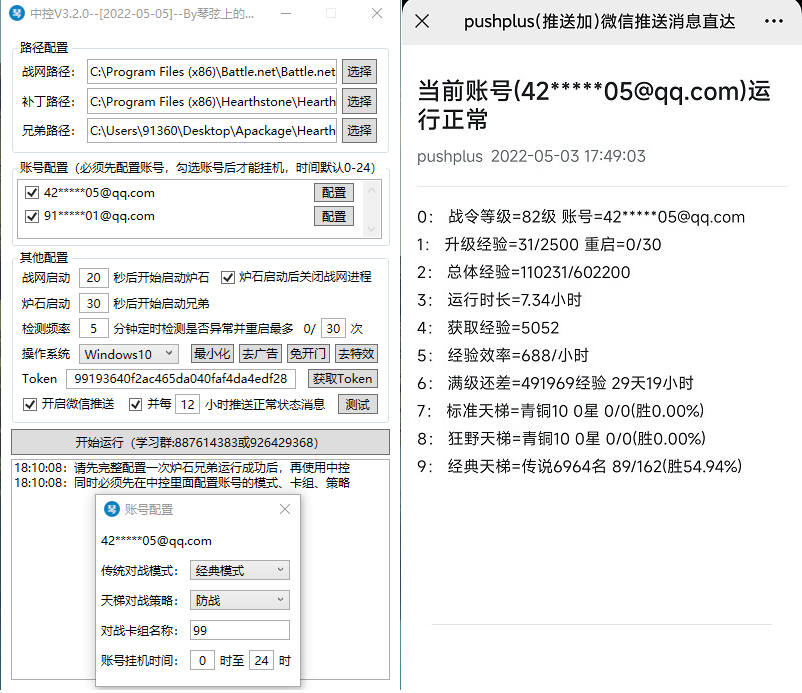 中控V3.2.0--[2022-05-05]--By琴弦上的...
路径配置
战网路径： C:\Program Files (x86)\Battle.net\Battle.net 选择
补丁路径： C:\Program Files (x86)\Hearthstone\Hearth 选择
兄弟路径： C:\Users\91360\Desktop\Apackage\Hearth 选择
账号配置（必须先配置账号，勾选账号后才能挂机，时间默认0-24）
42*****05@qq.com 配置
91*****01@qq.com 配置
其他配置
战网启动 20 秒后开始启动炉石 炉石启动后关闭战网进程
炉石启动 30 秒后开始启动兄弟
检测频率 5 分钟定时检测是否异常并重启最多 0/ 30 次
操作系统 Windows10 最小化 去广告 免开门 去特效
Token 99193640f2ac465da040faf4da4edf28 获取Token
开启微信推送 并每 12 小时推送正常状态消息 测试
开始运行（学习群:887614383或926429368）
18:10:08：请先完整配置一次炉石兄弟运行成功后，再使用中控
18:10:08：同时必须先在中控里面配置账号的模式、卡组、策略
琴 账号配置
42*****05@qq.com
传统对战模式： 经典模式
天梯对战策略： 防战
对战卡组名称： 99
账号挂机时间： 0 时至 24 时
pushplus(推送加)微信推送消息直达
当前账号(42*****05@qq.com)运
行正常
pushplus 2022-05-03 17:49:03
0： 战令等级=82级 账号=42*****05@qq.com
1： 升级经验=31/2500 重启=0/30
2： 总体经验=110231/602200
3： 运行时长=7.34小时
4： 获取经验=5052
5： 经验效率=688/小时
6： 满级还差=491969经验 29天19小时
7： 标准天梯=青铜10 0星 0/0(胜0.00%)
8： 狂野天梯=青铜10 0星 0/0(胜0.00%)
9： 经典天梯=传说6964名 89/162(胜54.94%)